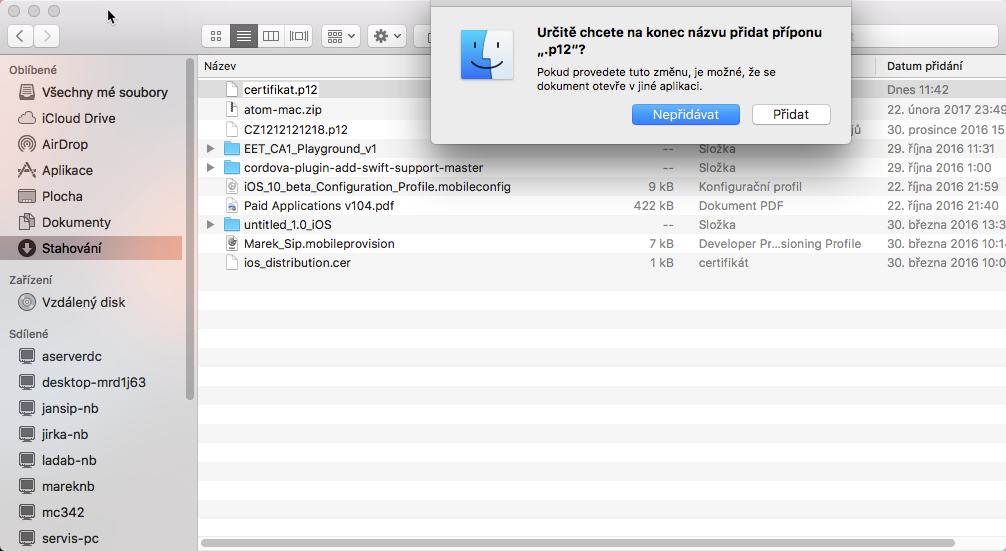 Určitě chcete na konec názvu přidat příponu
„.p12“?
Pokud provedete tuto změnu, je možné, že se
dokument otevře v jiné aplikaci.
Nepřidávat Přidat
Oblíbené
Všechny mé soubory
iCloud Drive
AirDrop
Aplikace
Plocha
Dokumenty
Stahování
Zařízení
Vzdálený disk
Sdílené
aserverdc
desktop-mrd1j63
jansip-nb
jirka-nb
ladab-nb
mareknb
mc342
servis-pc
Název Datum přidání
certifikat.p12 Dnes 11:42
atom-mac.zip 22. února 2017 23:49
CZ1212121218.p12 ů 30. prosince 2016 15
EET_CA1_Playground_v1 -- Složka 29. října 2016 11:31
cordova-plugin-add-swift-support-master -- Složka 29. října 2016 1:00
iOS_10_beta_Configuration_Profile.mobileconfig 9 kB Konfigurační profil 22. října 2016 21:59
Paid Applications v104.pdf 422 kB Dokument PDF 22. října 2016 21:40
untitled_1.0_iOS -- Složka 30. března 2016 13:3
Marek_Sip.mobileprovision 7 kB Developer Pr...sioning Profile 30. března 2016 10:14
ios_distribution.cer 1 kB certifikát 30. března 2016 10:0